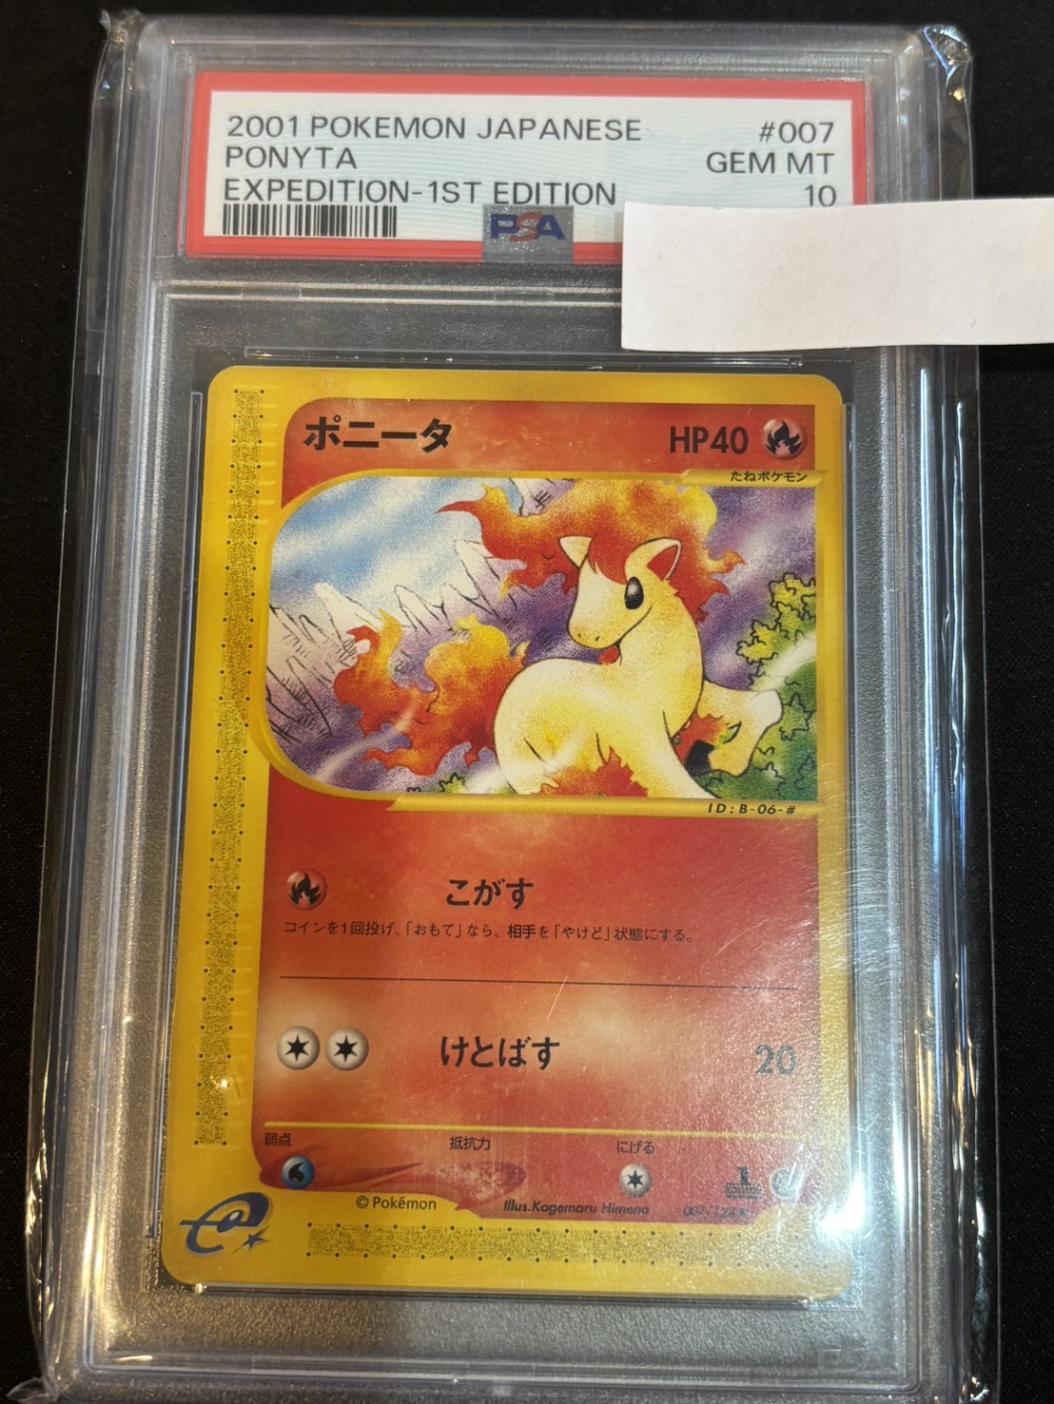 2001 POKEMON JAPANESE #007
PONYTA GEM MT
EXPEDITION-1ST EDITION 10
PSA
ポニータ HP40
たねポケモン
ID:B-06-#
こがす
コインを1回投げ、「おもて」なら、相手を「やけど」状態にする。
けとばす 20
弱点 抵抗力 にげる
1 EDITION
© Pokémon Illus.Kagemaru Himeno
e